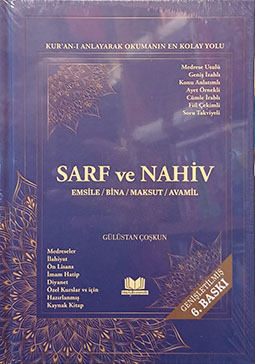 KUR'AN-I ANLAYARAK OKUMANIN EN KOLAY YOLU
Medrese Usulü
Geniş İzahlı
Konu Anlatımlı
Ayet Örnekli
Cümle İrablı
Fiil Çekimli
Soru Takviyeli
SARF ve NAHİV
EMSİLE / BİNA / MAKSUT / AVAMİL
GÜLÜSTAN ÇOŞKUN
Medreseler
İlahiyat
Ön Lisans
İmam Hatip
Diyanet
Özel Kurslar vs için
Hazırlanmış
Kaynak Kitap
GENİŞLETİLMİŞ
6. BASKI